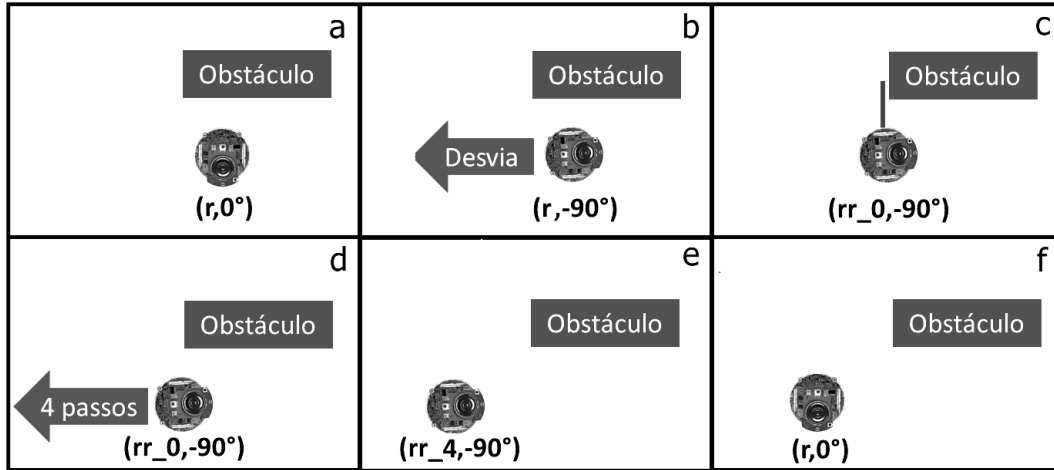 a
Obstáculo
(r,0°)
b
Obstáculo
Desvia
(r,-90°)
c
Obstáculo
(rr_0,-90°)
d
Obstáculo
4 passos
(rr_0,-90°)
e
Obstáculo
(rr_4,-90°)
f
Obstáculo
(r,0°)